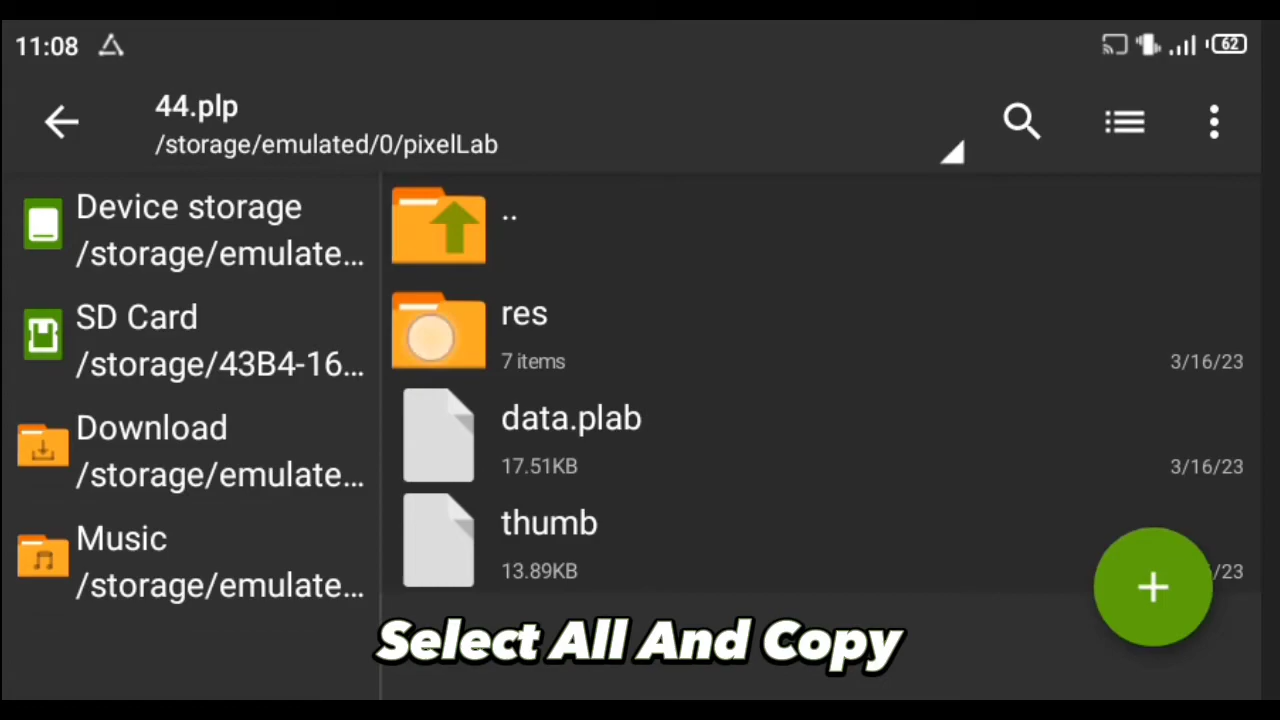 11:08
62
44.plp
/storage/emulated/0/pixelLab
Device storage
/storage/emulate...
SD Card
/storage/43B4-16...
Download
/storage/emulate...
Music
/storage/emulate...
..
res
7 items
3/16/23
data.plab
17.51KB
3/16/23
thumb
13.89KB
/23
Select All And Copy